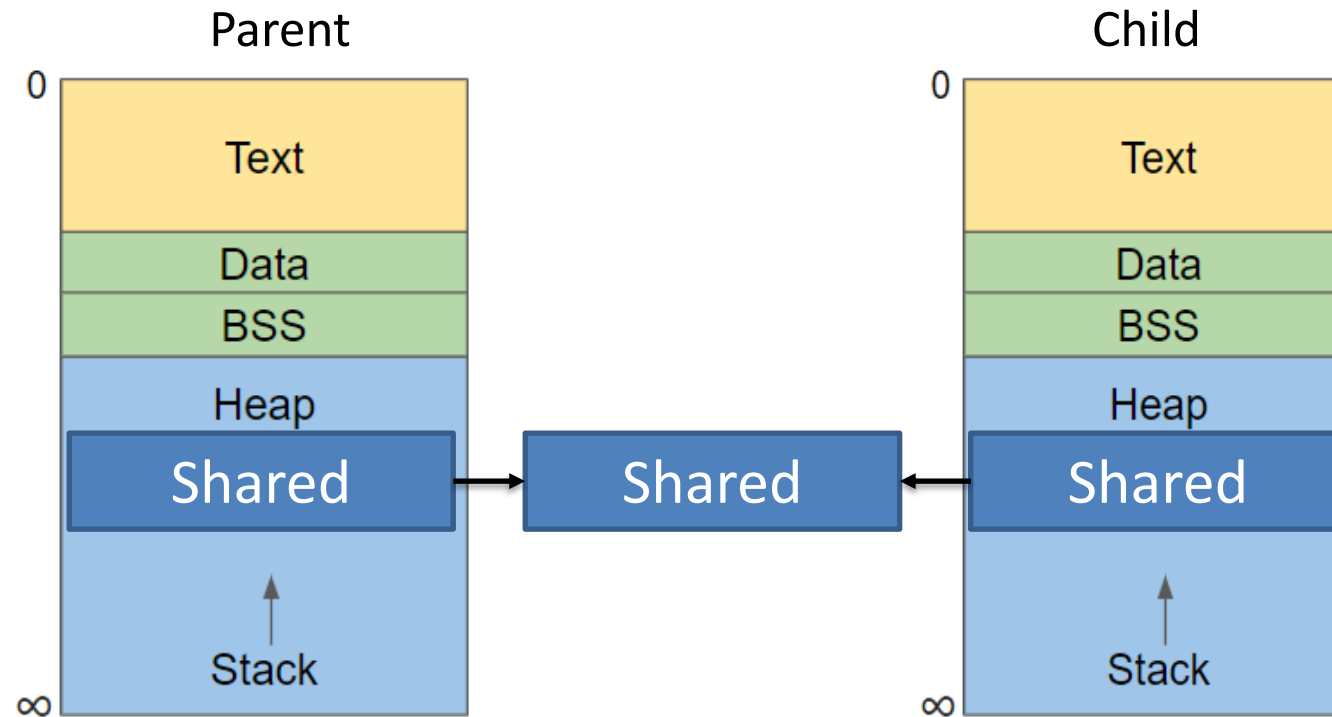 Parent
Child
0
Text
Data
BSS
Heap
Shared
Stack
∞
Shared
0
Text
Data
BSS
Heap
Shared
Stack
∞